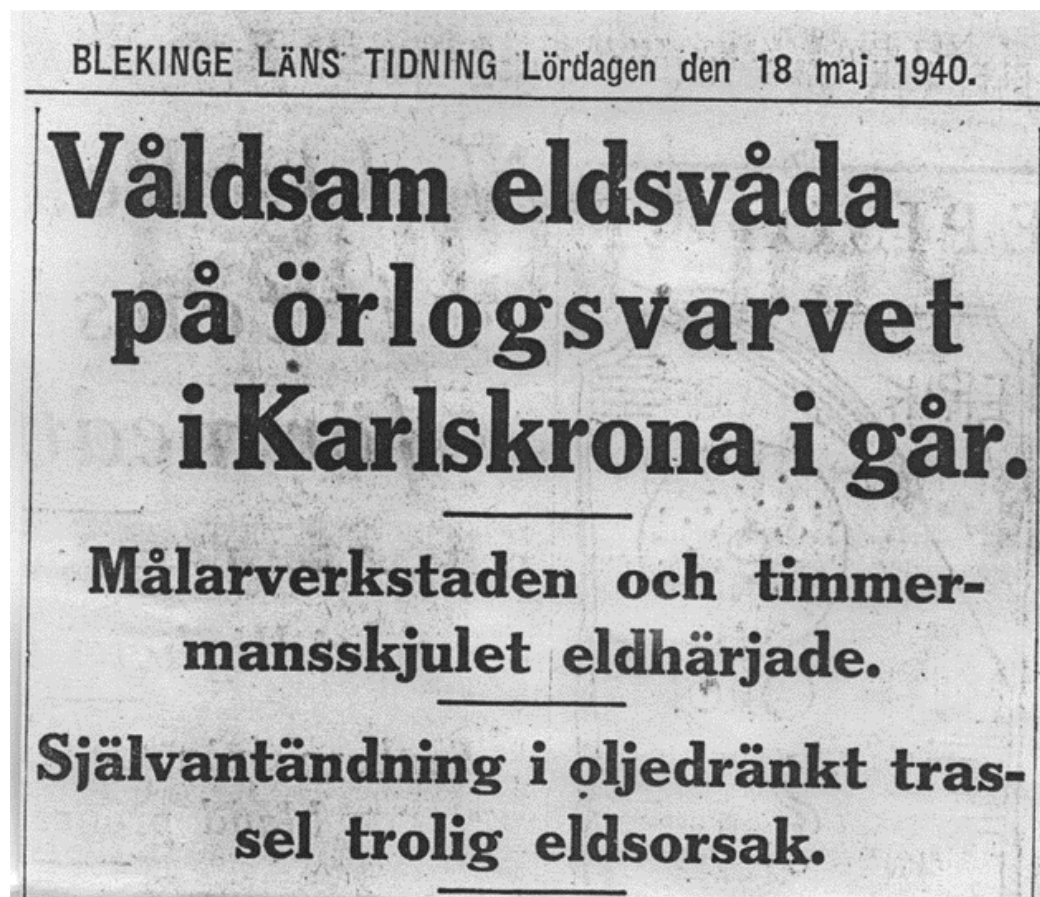 BLEKINGE LÄNS TIDNING Lördagen den 18 maj 1940.
Våldsam eldsvåda
på örlogsvarvet
i Karlskrona i går.
Målarverkstaden och timmer-
mansskjulet eldhärjade.
Självantändning i oljedränkt tras-
sel trolig eldsorsak.